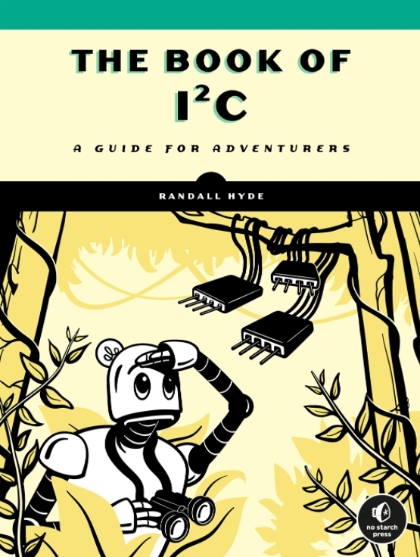 THE BOOK OF
I²C
A GUIDE FOR ADVENTURERS
RANDALL HYDE
no starch
press